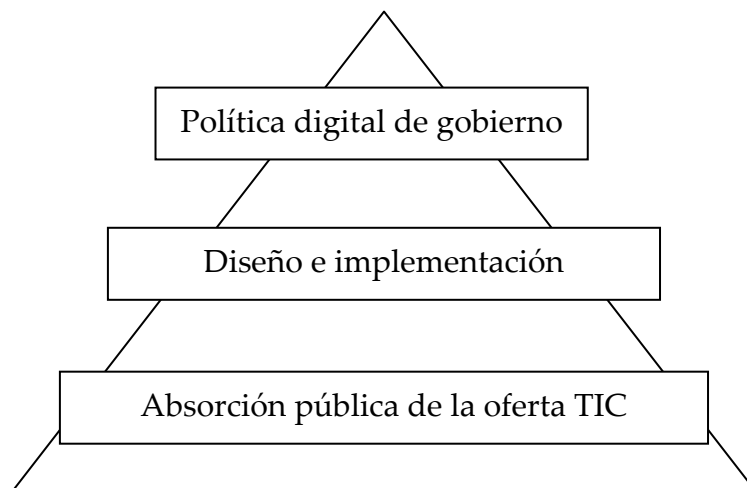 Política digital de gobierno
Diseño e implementación
Absorción pública de la oferta TIC